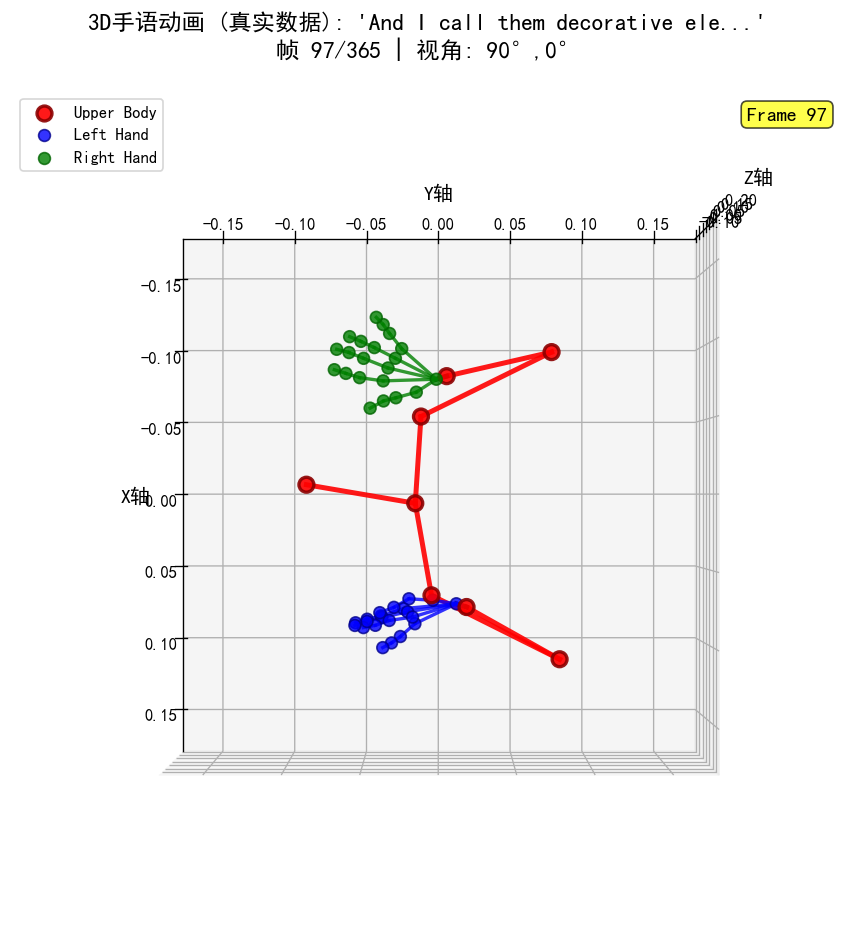 3D手语动画 (真实数据): 'And I call them decorative ele...'
帧 97/365 | 视角: 90°,0°
Upper Body
Left Hand
Right Hand
Frame 97
Z轴
Y轴
-0.15 -0.10 -0.05 0.00 0.05 0.10 0.15
-0.15
-0.10
-0.05
X轴
0.00
0.05
0.10
0.15